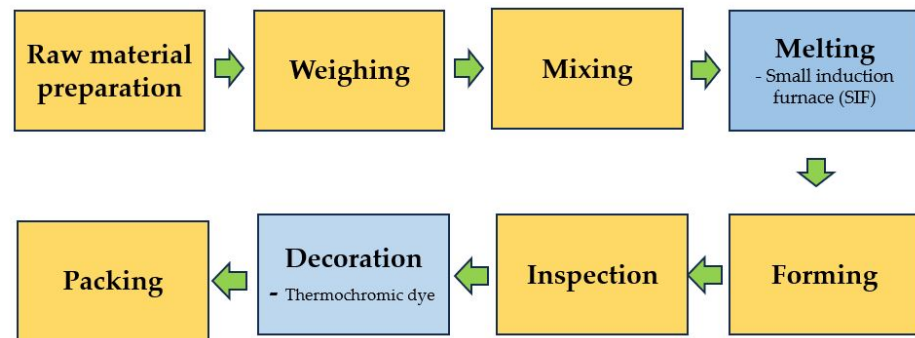 Raw material
preparation
Weighing
Mixing
Melting
- Small induction
furnace (SIF)
Forming
Inspection
Decoration
- Thermochromic dye
Packing